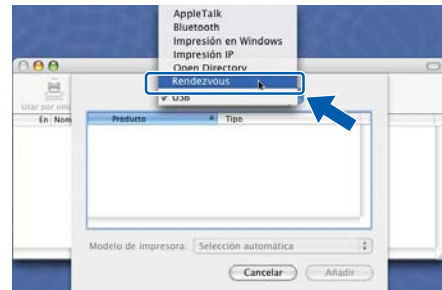 AppleTalk
Bluetooth
Impresión en Windows
Impresión IP
Open Directory
Rendezvous
✓ USB
Usar por
En Nom
Producto Tipo
Modelo de impresora: Selección automática
Cancelar Añadir